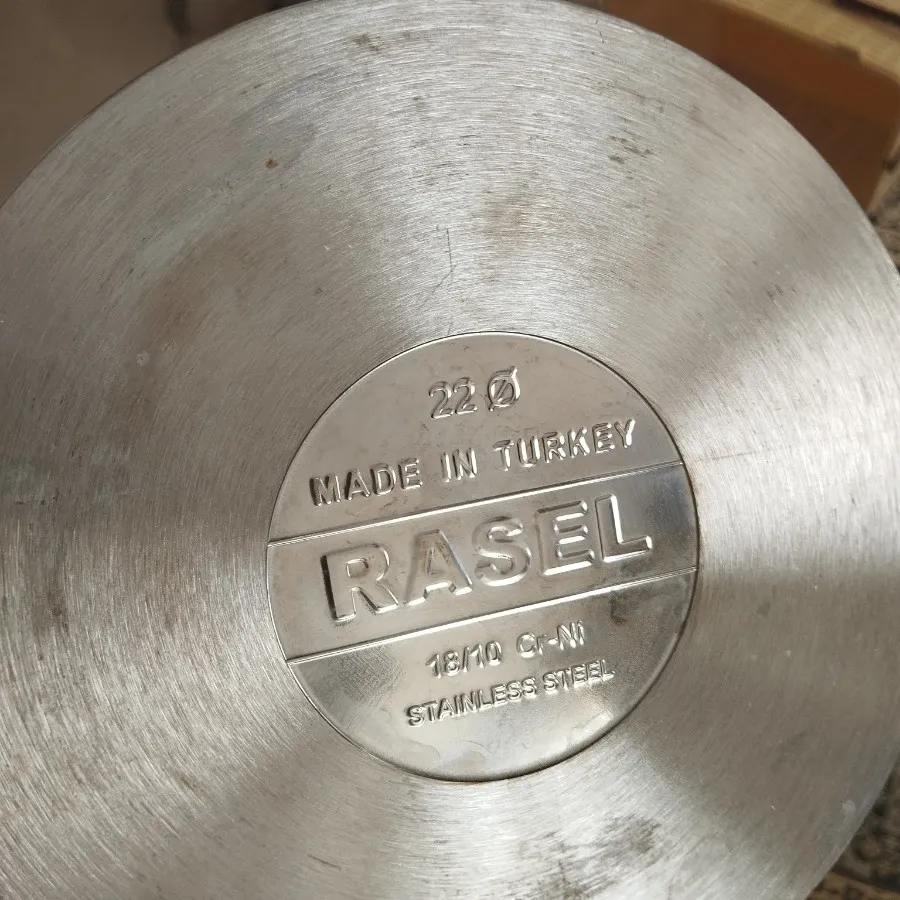 22 Ø
MADE IN TURKEY
RASEL
18/10 Cr-Ni
STAINLESS STEEL